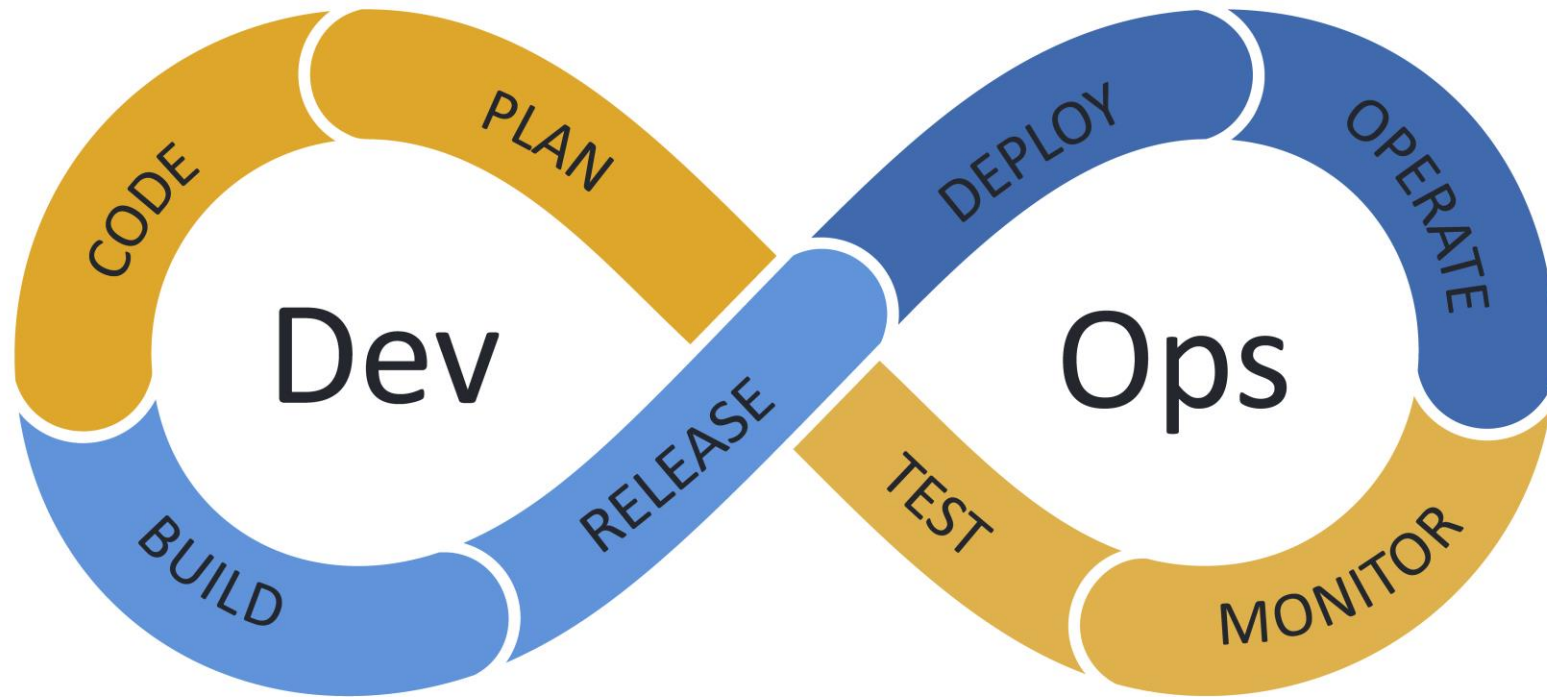 PLAN
CODE
BUILD
RELEASE
DEPLOY
OPERATE
MONITOR
TEST
Dev
Ops